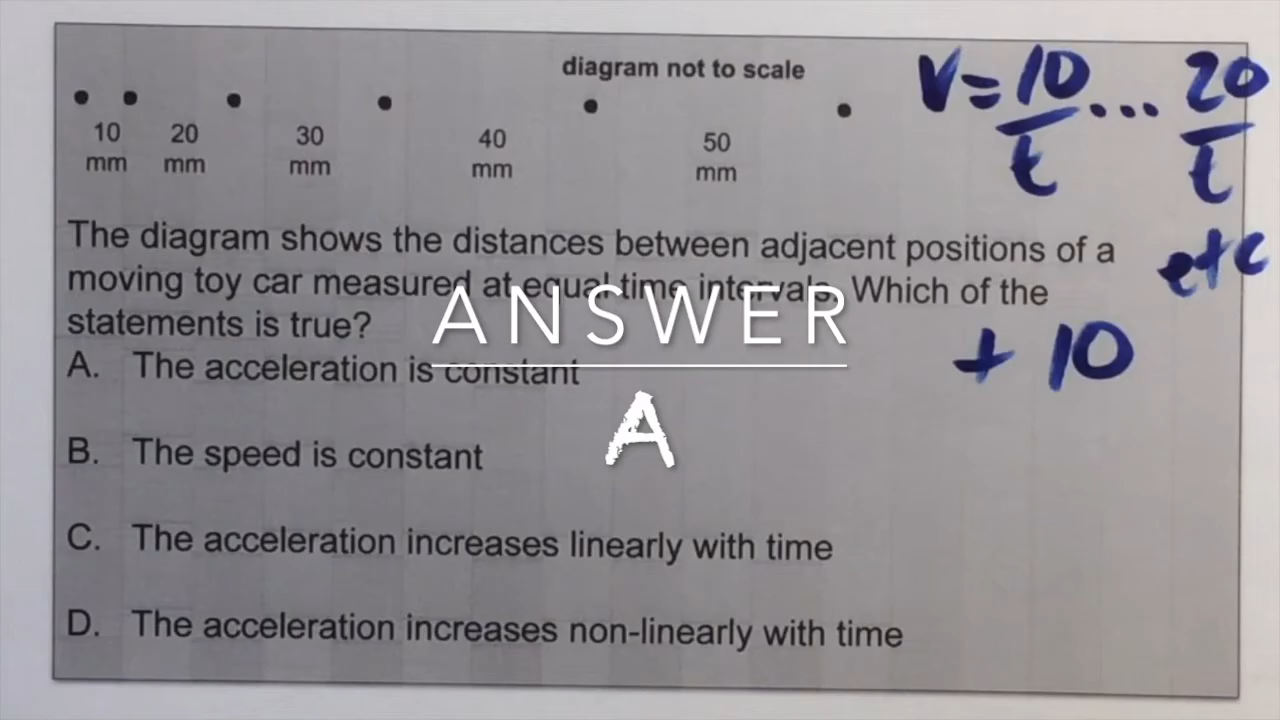 diagram not to scale
V = 10/t ... 20/t
10 20 30 40 50
mm mm mm mm mm
etc
+ 10
The diagram shows the distances between adjacent positions of a
moving toy car measured at equal time intervals. Which of the
statements is true?
ANSWER
A
A. The acceleration is constant
B. The speed is constant
C. The acceleration increases linearly with time
D. The acceleration increases non-linearly with time